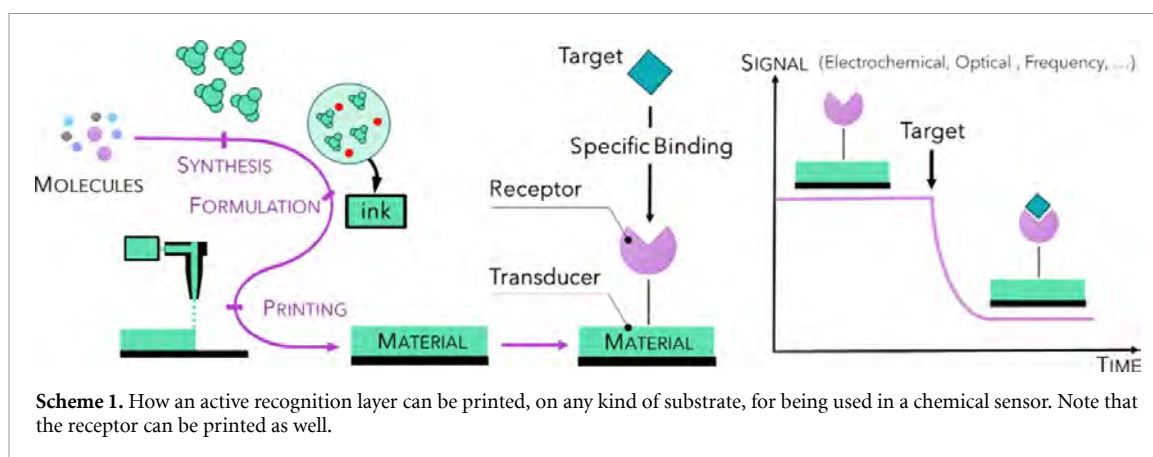 MOLECULES
SYNTHESIS
FORMULATION
ink
PRINTING
MATERIAL
Target
Specific Binding
Receptor
Transducer
MATERIAL
SIGNAL (Electrochemical, Optical , Frequency, ...)
Target
TIME
Scheme 1. How an active recognition layer can be printed, on any kind of substrate, for being used in a chemical sensor. Note that
the receptor can be printed as well.